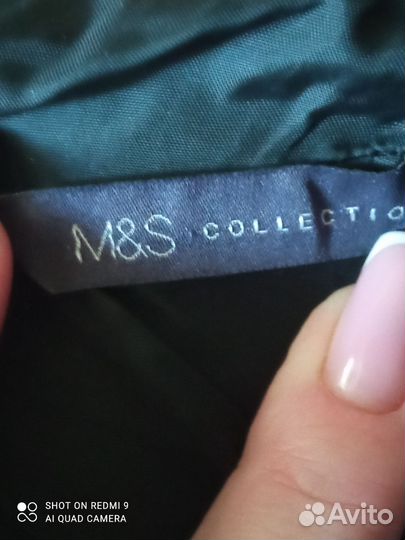 M&S COLLECTIO
SHOT ON REDMI 9
AI QUAD CAMERA
Avito